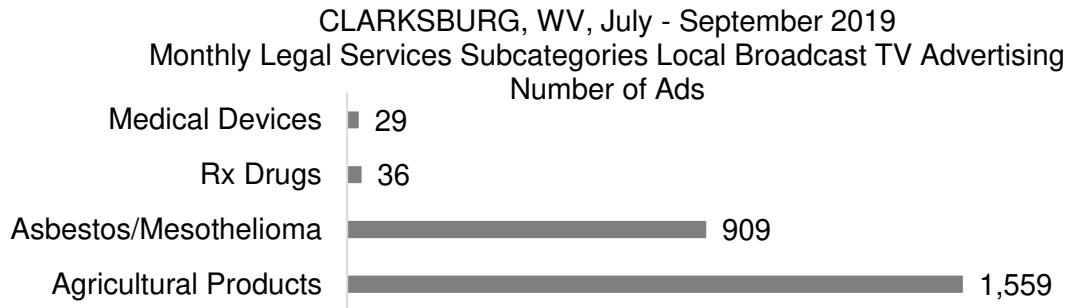 CLARKSBURG, WV, July - September 2019
Monthly Legal Services Subcategories Local Broadcast TV Advertising
Number of Ads
Medical Devices 29
Rx Drugs 36
Asbestos/Mesothelioma 909
Agricultural Products 1,559